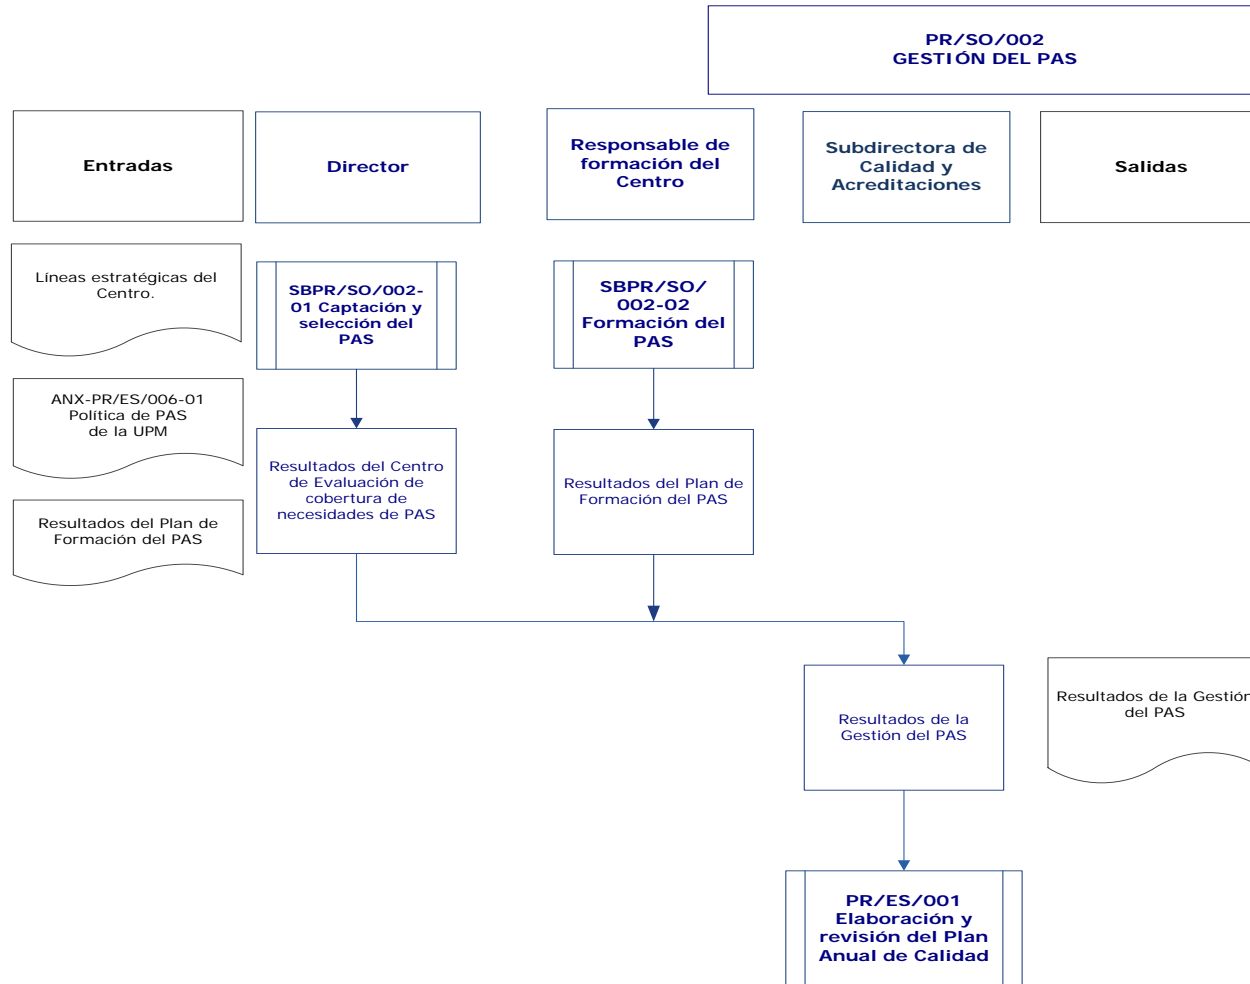 PR/SO/002
GESTIÓN DEL PAS
Entradas
Director
Responsable de
formación del
Centro
Subdirectora de
Calidad y
Acreditaciones
Salidas
Líneas estratégicas del
Centro.
SBPR/SO/002-
01 Captación y
selección del
PAS
SBPR/SO/
002-02
Formación del
PAS
ANX-PR/ES/006-01
Política de PAS
de la UPM
Resultados del Centro
de Evaluación de
cobertura de
necesidades de PAS
Resultados del Plan de
Formación del PAS
Resultados del Plan de
Formación del PAS
Resultados de la
Gestión del PAS
Resultados de la Gestión
del PAS
PR/ES/001
Elaboración y
revisión del Plan
Anual de Calidad